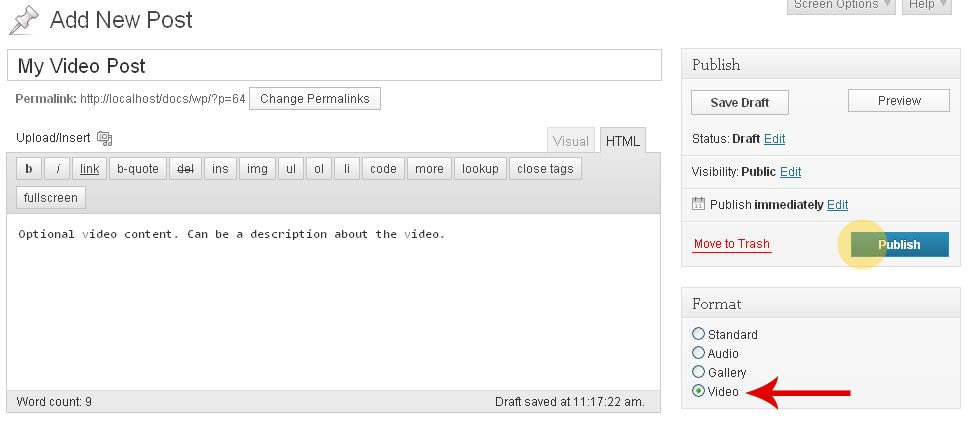 Add New Post
Screen Options
Help
My Video Post
Permalink: http://localhost/docs/wp/?p=64 Change Permalinks
Upload/Insert
Visual HTML
b i link b-quote del ins img ul ol li code more lookup close tags
fullscreen
Optional video content. Can be a description about the video.
Word count: 9
Draft saved at 11:17:22 am.
Publish
Save Draft
Preview
Status: Draft Edit
Visibility: Public Edit
Publish immediately Edit
Move to Trash
Publish
Format
Standard
Audio
Gallery
Video